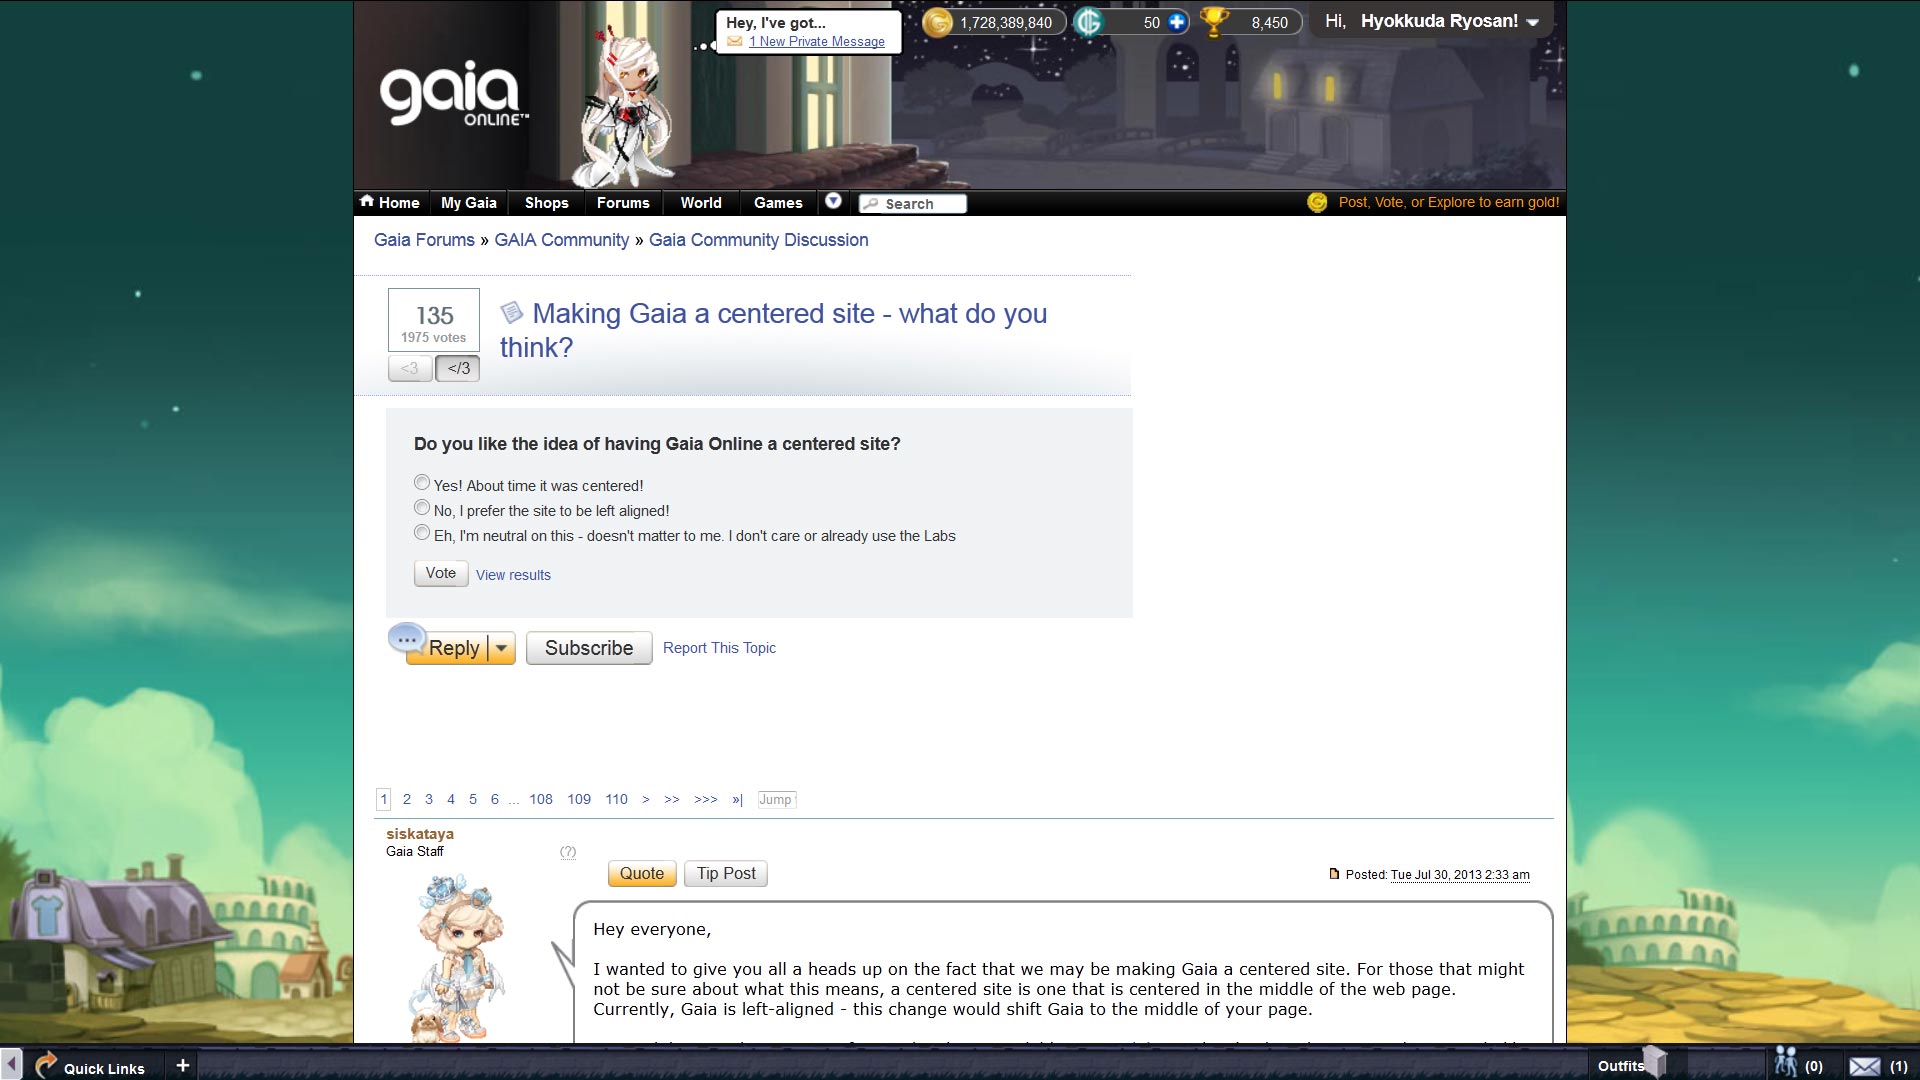 Hey, I've got...
1 New Private Message
1,728,389,840
50
8,450
Hi, Hyokkuda Ryosan!
gaia
ONLINE™
Home My Gaia Shops Forums World Games Search
Post, Vote, or Explore to earn gold!
Gaia Forums » GAIA Community » Gaia Community Discussion
135
1975 votes
<3 </3
Making Gaia a centered site - what do you
think?
Do you like the idea of having Gaia Online a centered site?
Yes! About time it was centered!
No, I prefer the site to be left aligned!
Eh, I'm neutral on this - doesn't matter to me. I don't care or already use the Labs
Vote View results
Reply Subscribe Report This Topic
1 2 3 4 5 6 ... 108 109 110 > >> >>> »| Jump
siskataya
Gaia Staff
(?)
Quote Tip Post
Posted: Tue Jul 30, 2013 2:33 am
Hey everyone,
I wanted to give you all a heads up on the fact that we may be making Gaia a centered site. For those that might
not be sure about what this means, a centered site is one that is centered in the middle of the web page.
Currently, Gaia is left-aligned - this change would shift Gaia to the middle of your page.
Quick Links +
Outfits
(0)
(1)